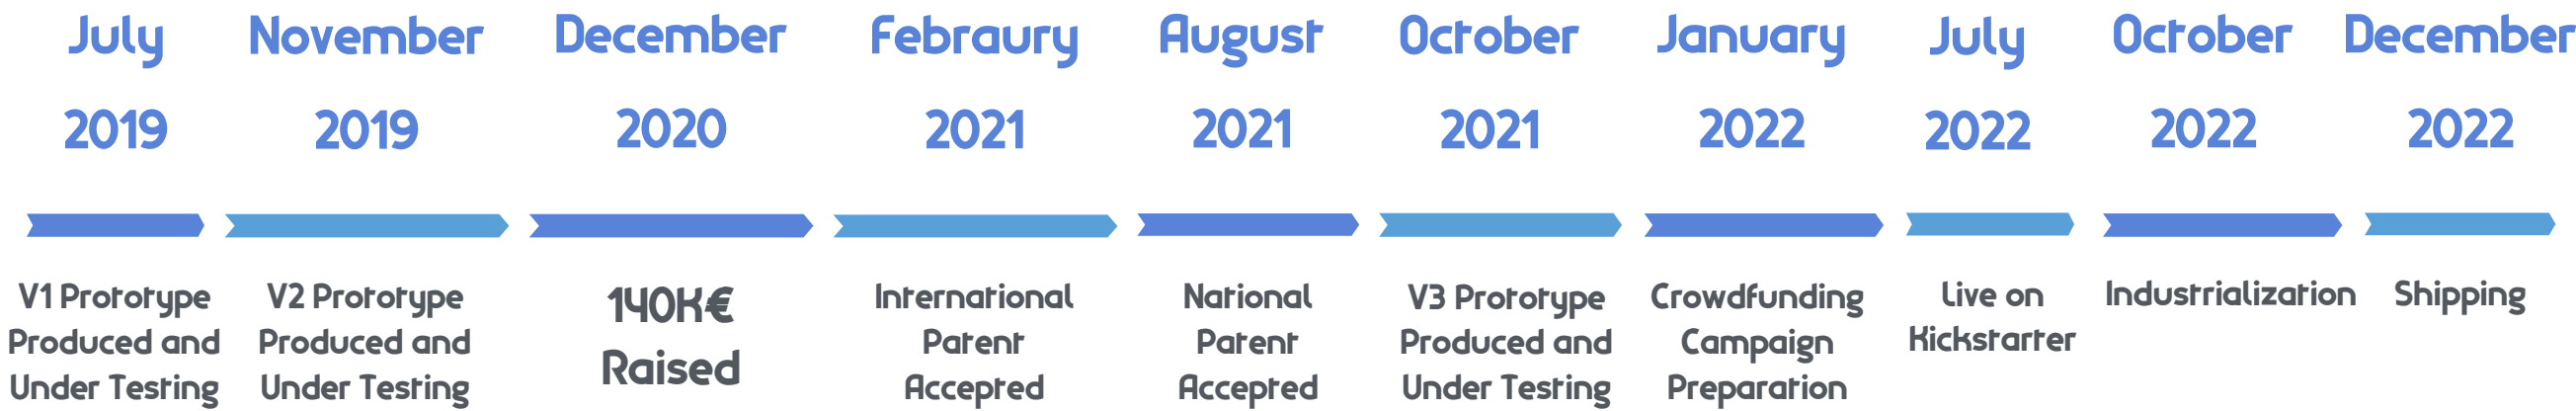 July
2019
V1 Prototype
Produced and
Under Testing
November
2019
V2 Prototype
Produced and
Under Testing
December
2020
140K€
Raised
Febraury
2021
International
Patent
Accepted
August
2021
National
Patent
Accepted
October
2021
V3 Prototype
Produced and
Under Testing
January
2022
Crowdfunding
Campaign
Preparation
July
2022
Live on
Kickstarter
October
2022
Industrialization
December
2022
Shipping